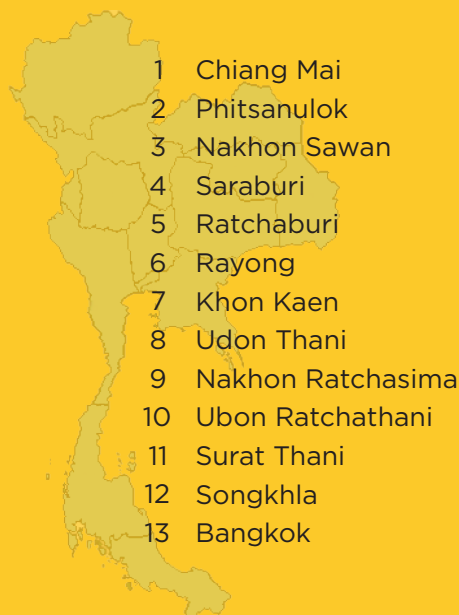 1 Chiang Mai
2 Phitsanulok
3 Nakhon Sawan
4 Saraburi
5 Ratchaburi
6 Rayong
7 Khon Kaen
8 Udon Thani
9 Nakhon Ratchasima
10 Ubon Ratchathani
11 Surat Thani
12 Songkhla
13 Bangkok